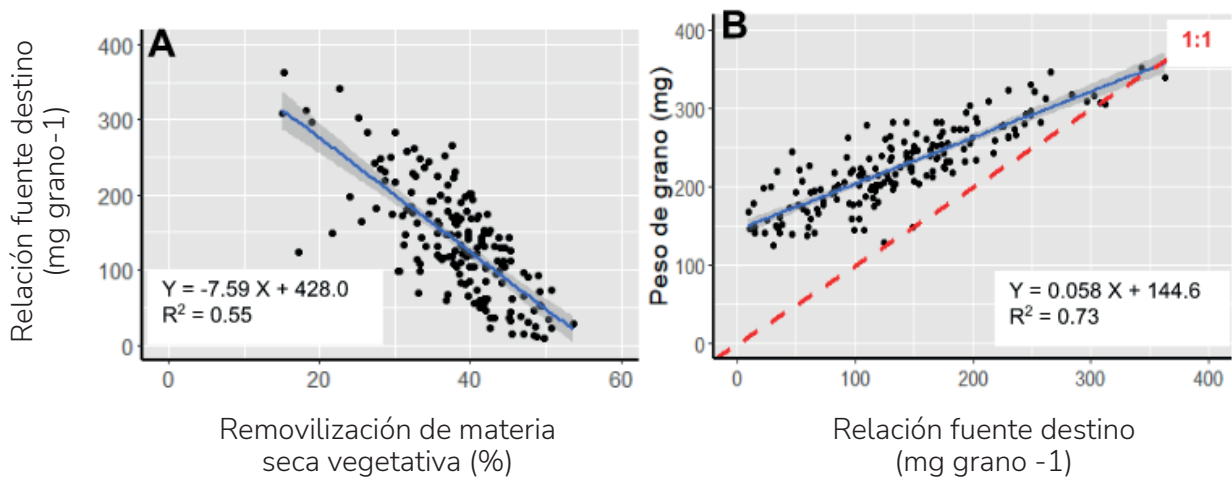 Relación fuente destino
(mg grano-1)
A
400
300
200
100
0
Y = -7.59 X + 428.0
R² = 0.55
0 20 40 60
Removilización de materia
seca vegetativa (%)
Peso de grano (mg)
B
1:1
400
300
200
100
0
Y = 0.058 X + 144.6
R² = 0.73
0 100 200 300 400
Relación fuente destino
(mg grano -1)